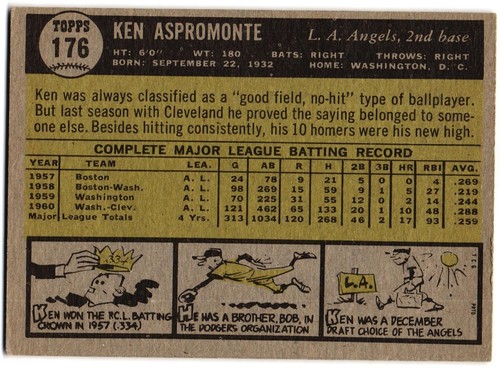 TOPPS
176
KEN ASPROMONTE
L. A. Angels, 2nd base
HT: 6'0" WT: 180 BATS: RIGHT THROWS: RIGHT
BORN: SEPTEMBER 22, 1932 HOME: WASHINGTON, D. C.
Ken was always classified as a "good field, no-hit" type of ballplayer.
But last season with Cleveland he proved the saying belonged to some-
one else. Besides hitting consistently, his 10 homers were his new high.
COMPLETE MAJOR LEAGUE BATTING RECORD
YEAR TEAM LEA. G AB R H 2B 3B HR RBI AVG.
1957 Boston A. L. 24 78 9 21 5 0 0 4 .269
1958 Boston-Wash. A. L. 98 269 15 59 9 1 5 27 .219
1959 Washington A. L. 70 225 31 55 12 0 2 14 .244
1960 Wash.-Clev. A. L. 121 462 65 133 20 1 10 48 .288
Major League Totals 4 Yrs. 313 1034 120 268 46 2 17 93 .259
KEN WON THE P.C.L. BATTING
CROWN IN 1957 (.334)
HE HAS A BROTHER, BOB, IN
THE DODGERS ORGANIZATION
L.A.
KEN WAS A DECEMBER
DRAFT CHOICE OF THE ANGELS